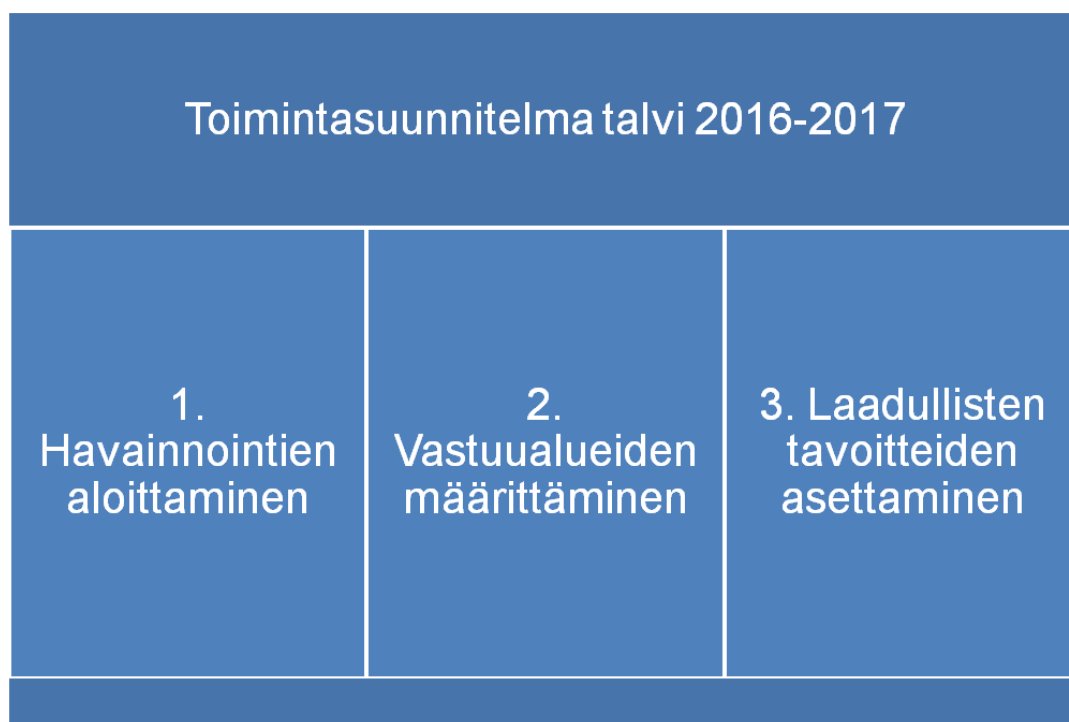 Toimintasuunnitelma talvi 2016-2017
1.
Havainnointien
aloittaminen
2.
Vastuualueiden
määrittäminen
3. Laadullisten
tavoitteiden
asettaminen